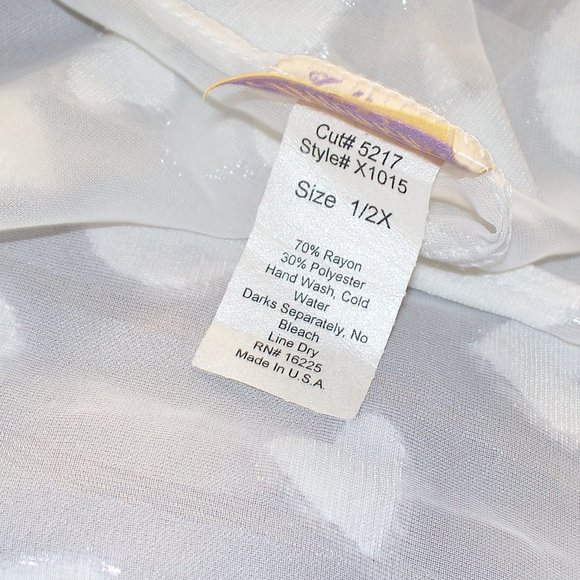 Cut# 5217
Style# X1015
Size 1/2X
70% Rayon
30% Polyester
Hand Wash, Cold
Water
Darks Separately, No
Bleach
Line Dry
RN# 16225
Made In U.S.A.